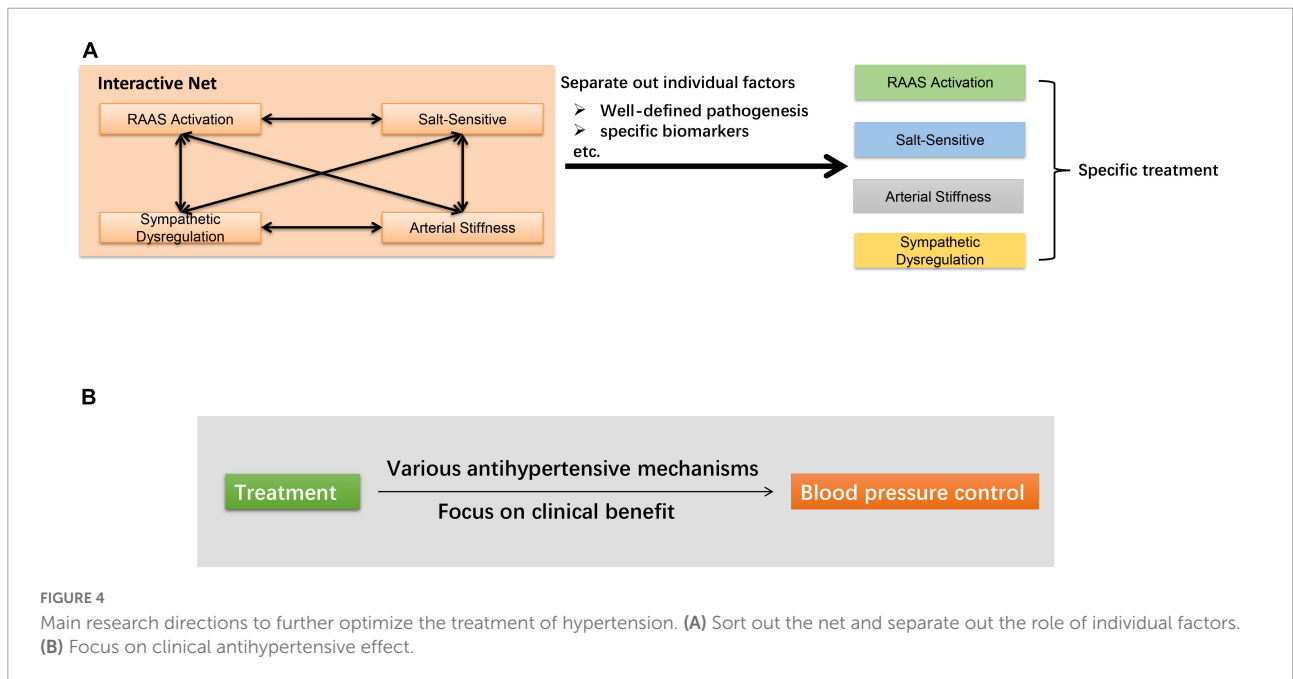 A
Interactive Net
RAAS Activation
Salt-Sensitive
Sympathetic
Dysregulation
Arterial Stiffness
Separate out individual factors
➢ Well-defined pathogenesis
➢ specific biomarkers
etc.
RAAS Activation
Salt-Sensitive
Arterial Stiffness
Sympathetic
Dysregulation
Specific treatment
B
Treatment
Various antihypertensive mechanisms
Focus on clinical benefit
Blood pressure control
FIGURE 4
Main research directions to further optimize the treatment of hypertension. (A) Sort out the net and separate out the role of individual factors.
(B) Focus on clinical antihypertensive effect.